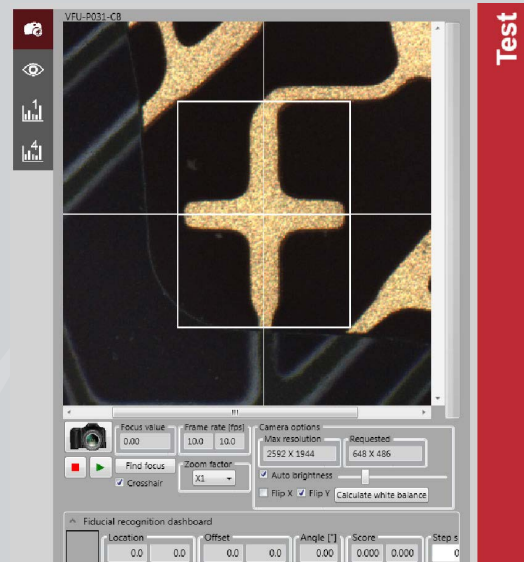 VFU-P031-CB
Test
1
4
Focus value
Frame rate [fps]
Camera options
0.00
10.0 10.0
Max resolution
Requested
2592 X 1944
648 X 486
Find focus
Zoom factor
Auto brightness
Crosshair
X1
Flip X
Flip Y
Calculate white balance
Fiducial recognition dashboard
Location
Offset
Angle [°]
Score
Step s
0.0 0.0
0.0 0.0
0.00
0.000 0.000
0